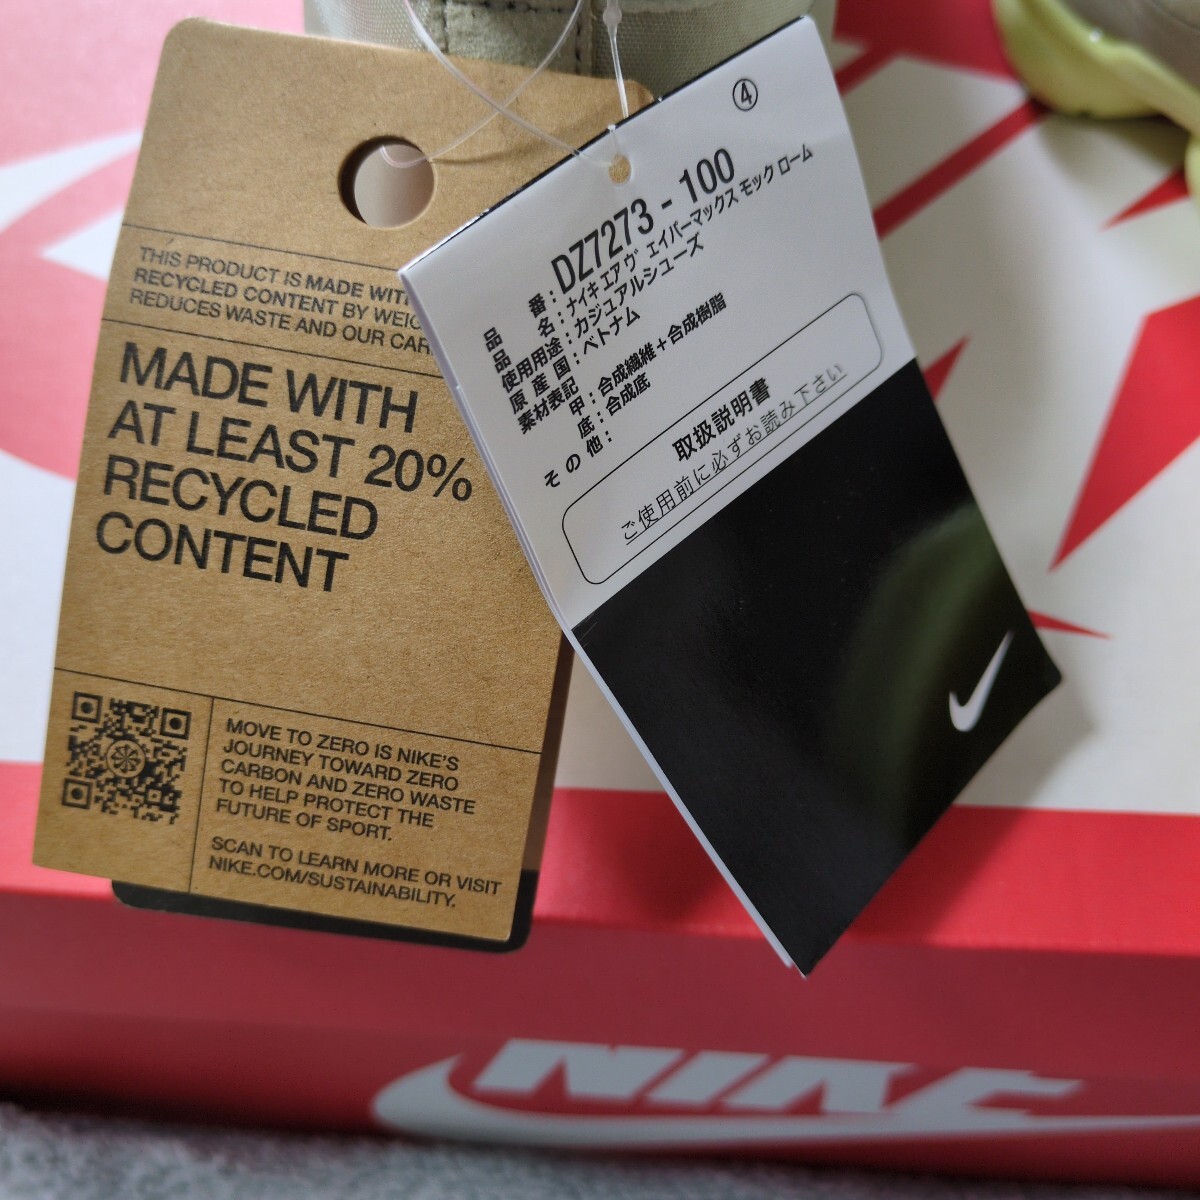 THIS PRODUCT IS MADE WITH
RECYCLED CONTENT BY
REDUCES WASTE AND OUR
MADE WITH
AT LEAST 20%
RECYCLED
CONTENT
MOVE TO ZERO IS NIKE'S
JOURNEY TOWARD ZERO
CARBON AND ZERO WASTE
TO HELP PROTECT THE
FUTURE OF SPORT.
SCAN TO LEARN MORE OR VISIT
NIKE.COM/SUSTAINABILITY.
④
品番:DZ7273-100
品名:ナイキ エア ヴェイパーマックス モック ローム
使用用途:カジュアルシューズ
原産国:ベトナム
素材表記
甲:合成繊維+合成樹脂
底:合成底
その他:
取扱説明書
ご使用前に必ずお読み下さい
NIKE